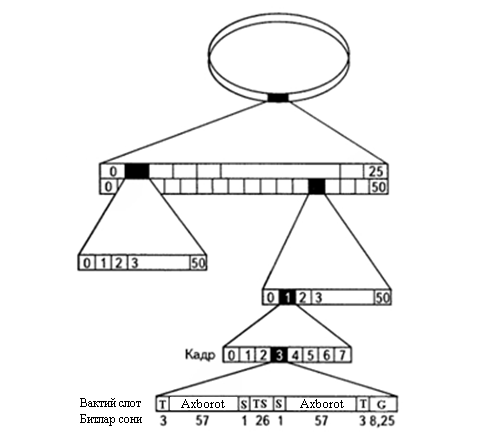 0 25
0 50
0 1 2 3 50
0 1 2 3 50
Кадр 0 1 2 3 4 5 6 7
Вактий слот T Axborot S TS S Axborot T G
Битлар сони 3 57 1 26 1 57 3 8,25